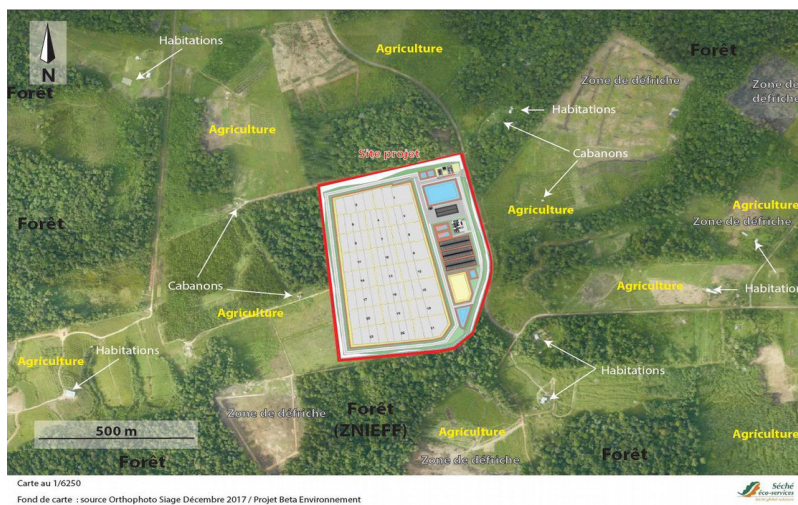 Habitations
N
Forêt
Agriculture
Forêt
Zone de défriche
Zone de
défriche
Habitations
Cabanons
Agriculture
Site projet
Agriculture
Agriculture
Zone de défriche
Forêt
Cabanons
Agriculture
Agriculture
Habitations
Habitation
Agriculture
Habitations
Habitations
Zone de défriche
Forêt
(ZNIEFF)
Agriculture
Agriculture
500 m
Forêt
Zone de défriche
Forêt
Carte au 1/6250
Fond de carte : source Orthophoto Siage Décembre 2017 / Projet Beta Environnement
Séché
éco-services